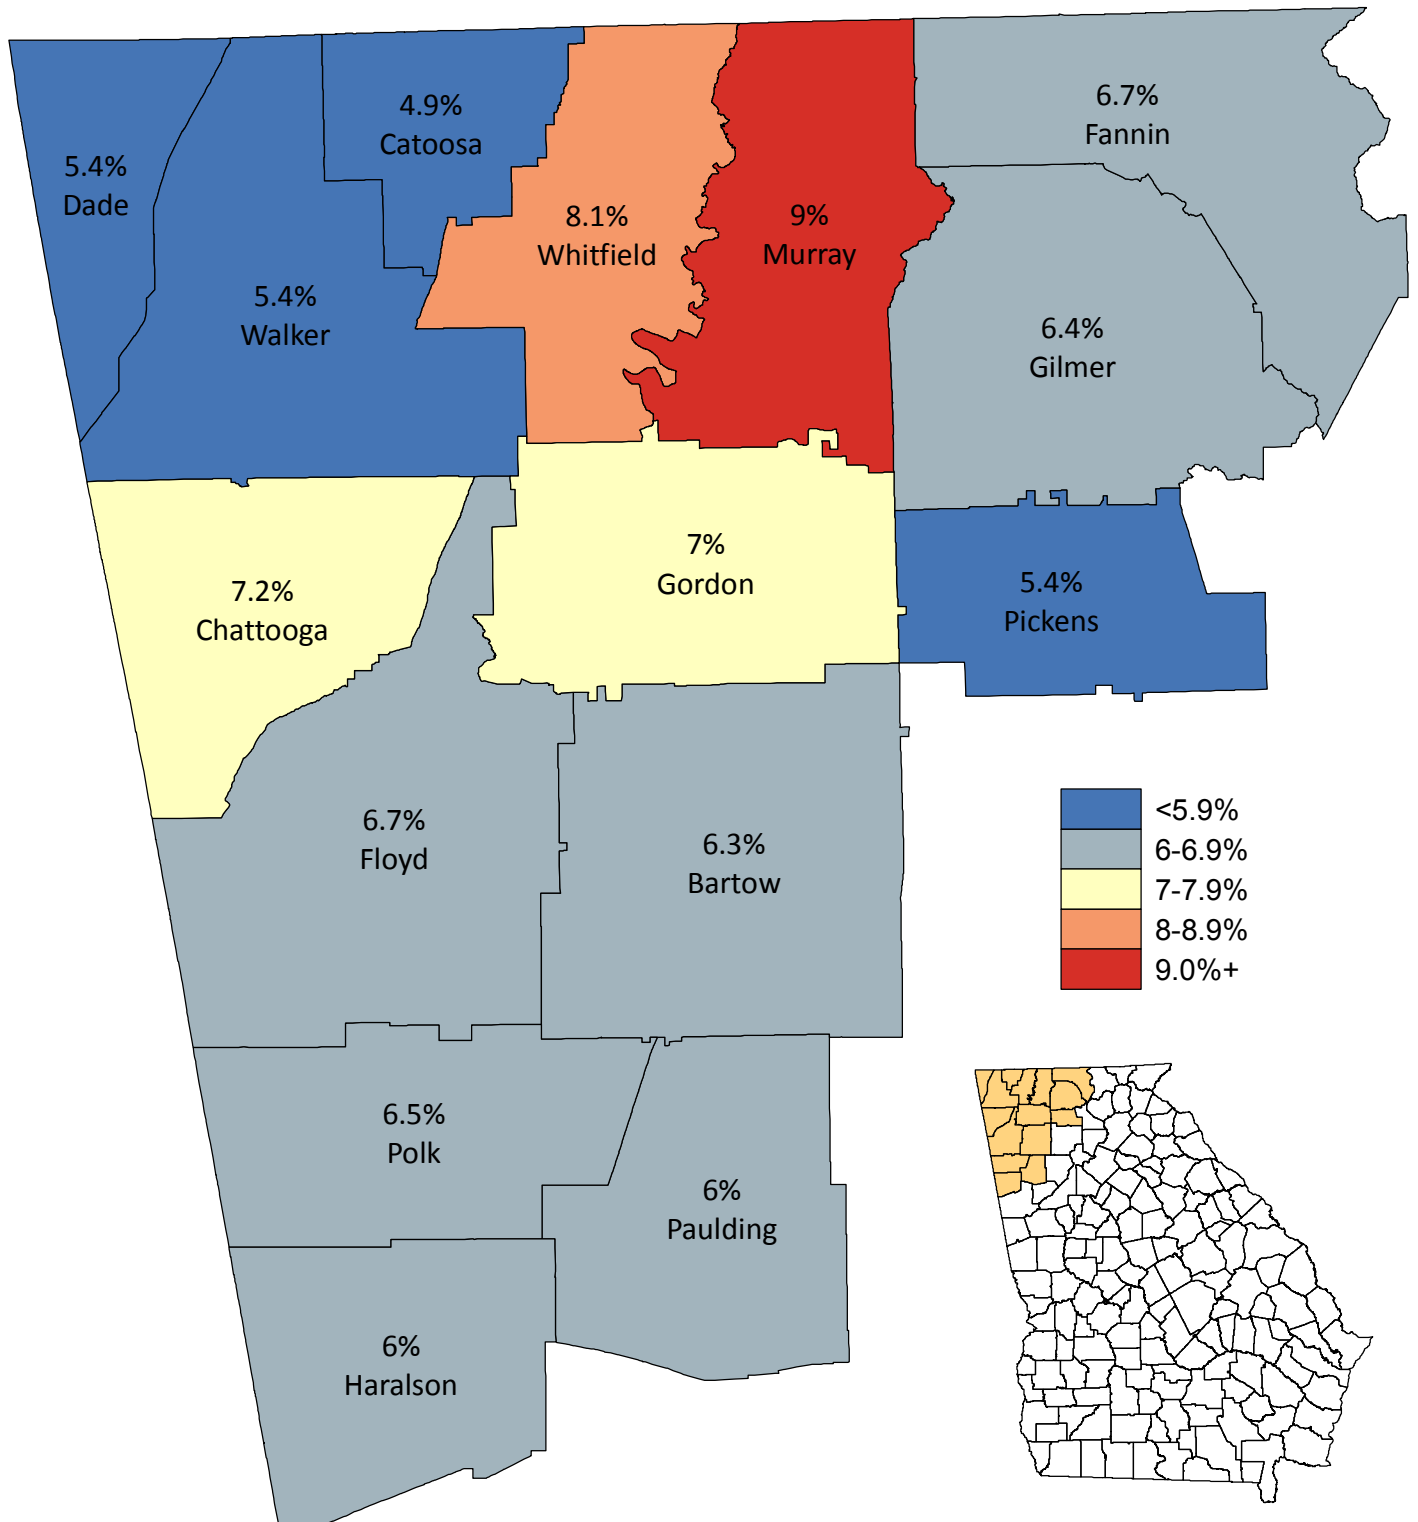 6.7%
Fannin
4.9%
Catoosa
5.4%
Dade
8.1%
Whitfield
9%
Murray
5.4%
Walker
6.4%
Gilmer
7%
Gordon
7.2%
Chattooga
5.4%
Pickens
6.7%
Floyd
6.3%
Bartow
<5.9%
6-6.9%
7-7.9%
8-8.9%
9.0%+
6.5%
Polk
6%
Paulding
6%
Haralson